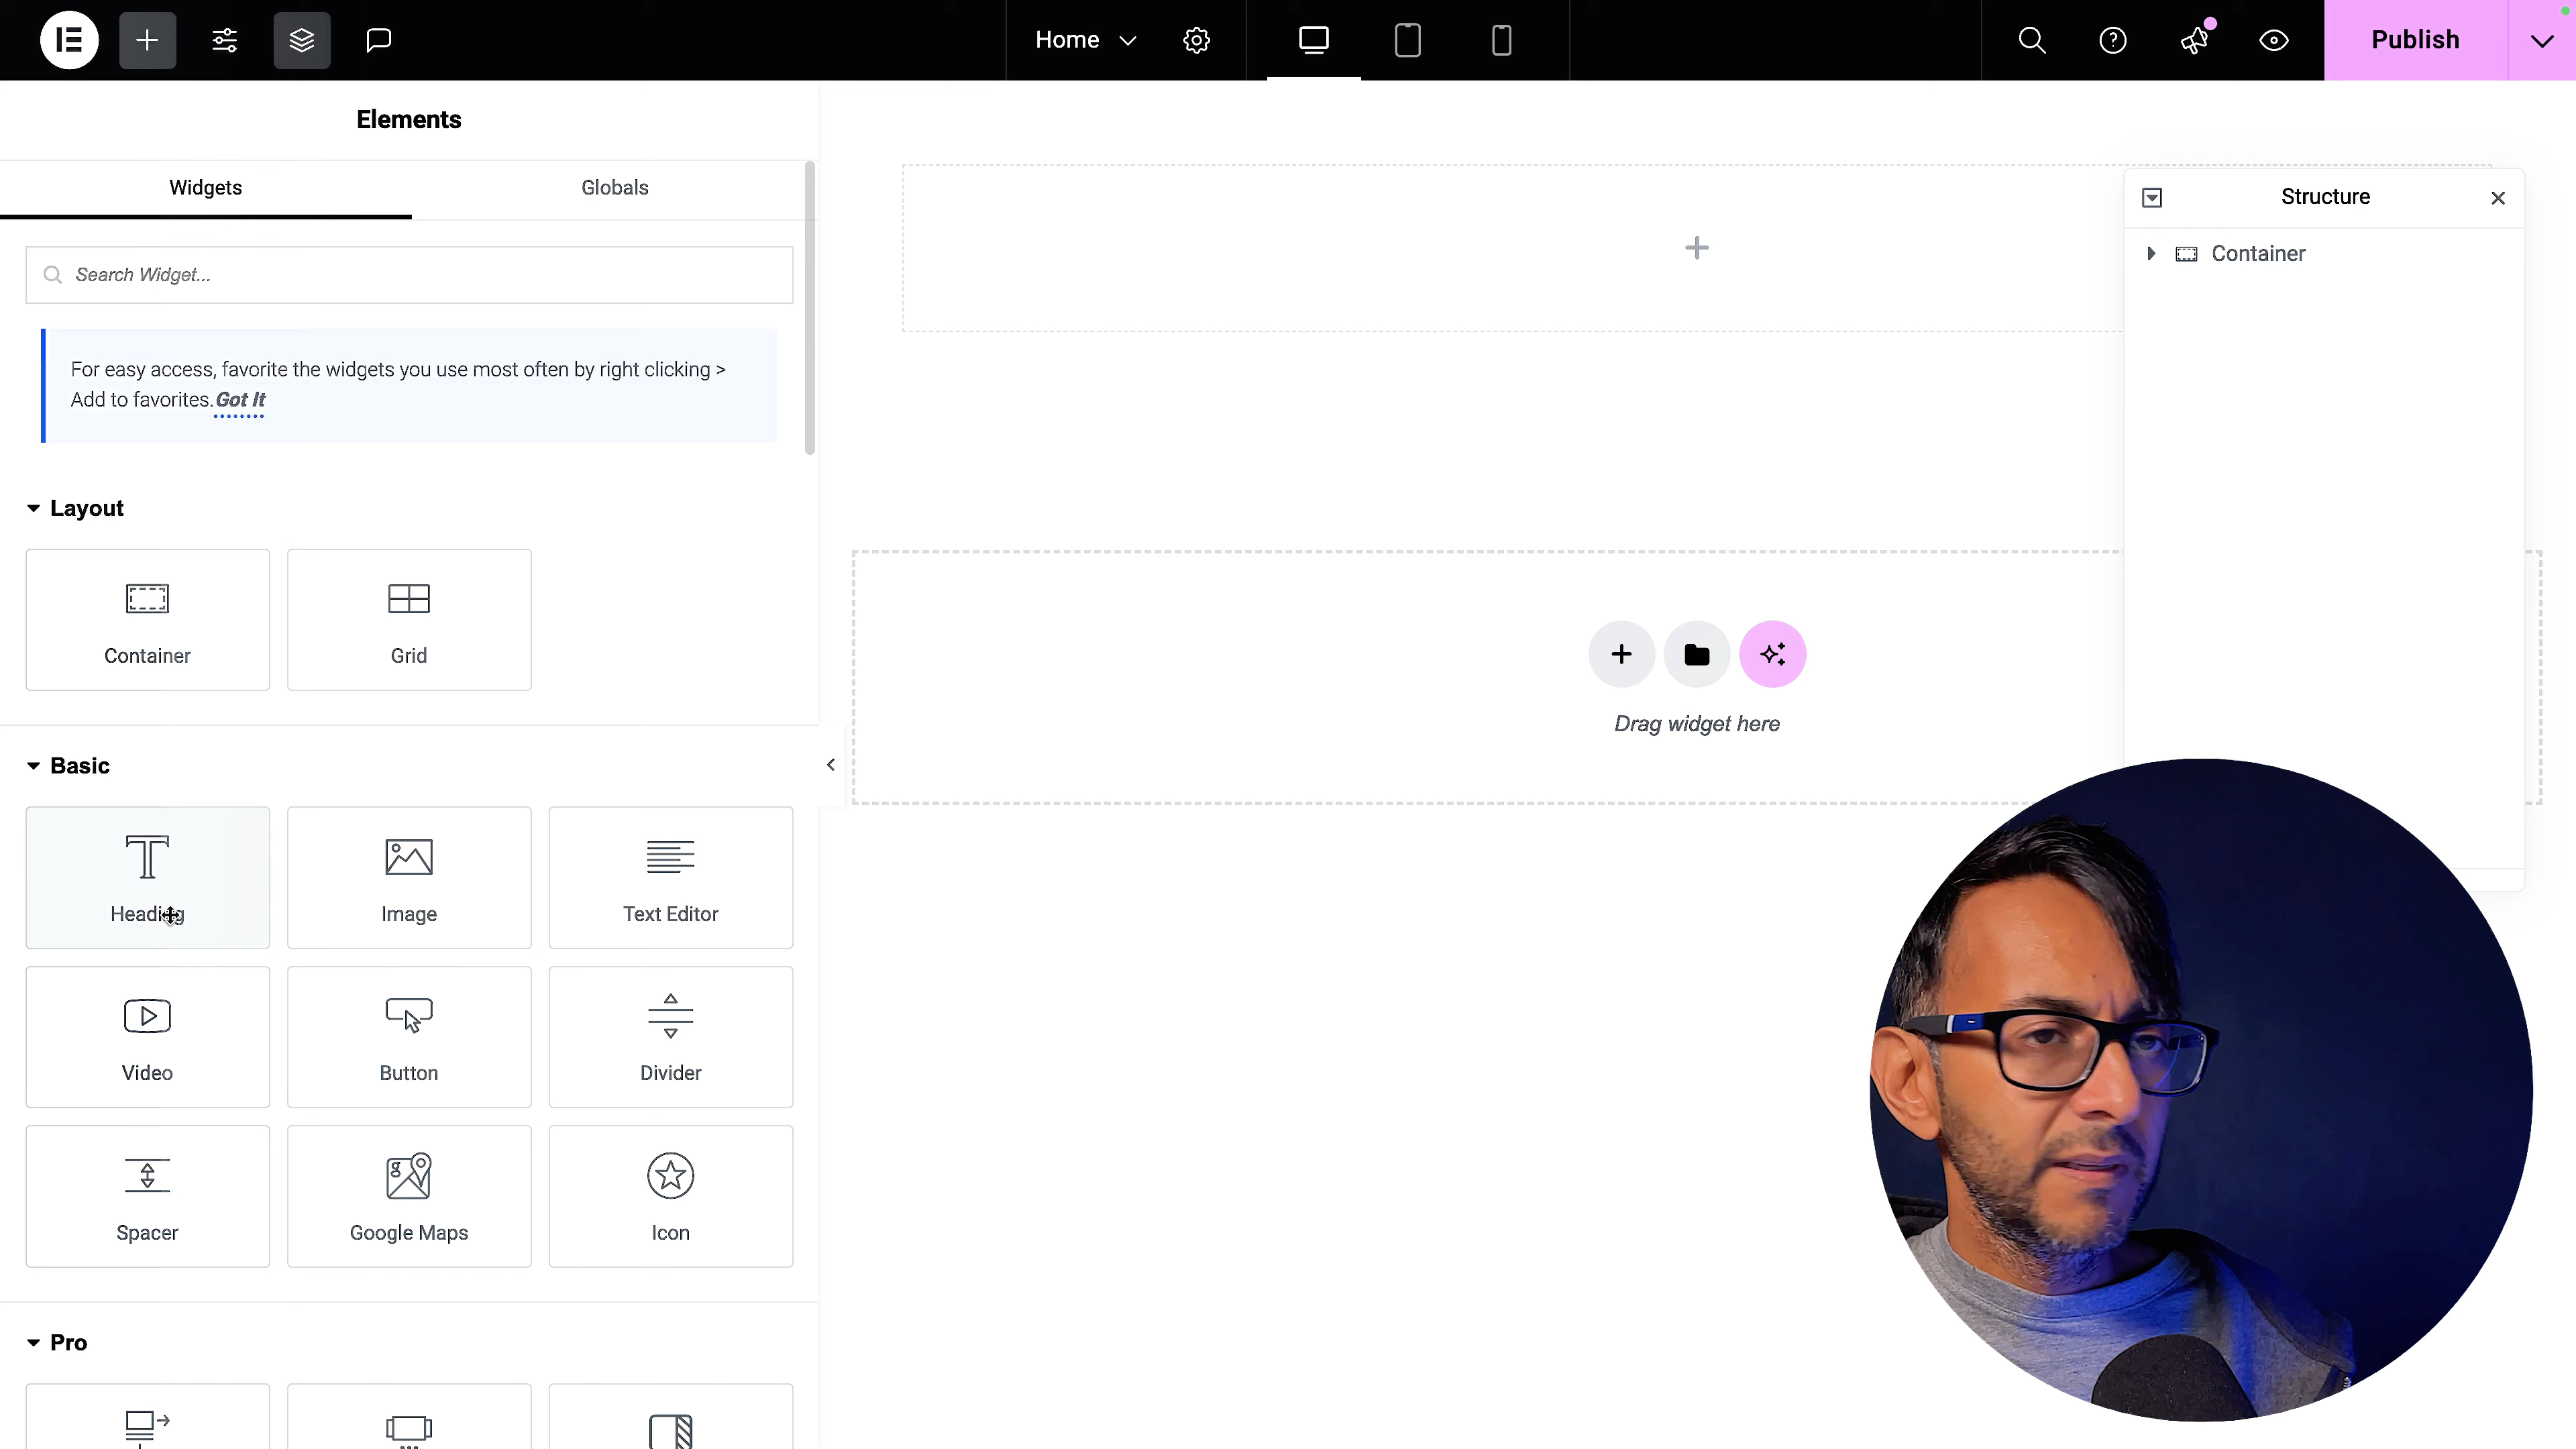 Home
Publish
Elements
Widgets
Globals
Search Widget...
For easy access, favorite the widgets you use most often by right clicking >
Add to favorites. Got It
Layout
Container
Grid
Basic
Heading
Image
Text Editor
Video
Button
Divider
Spacer
Google Maps
Icon
Pro
Drag widget here
Structure
Container